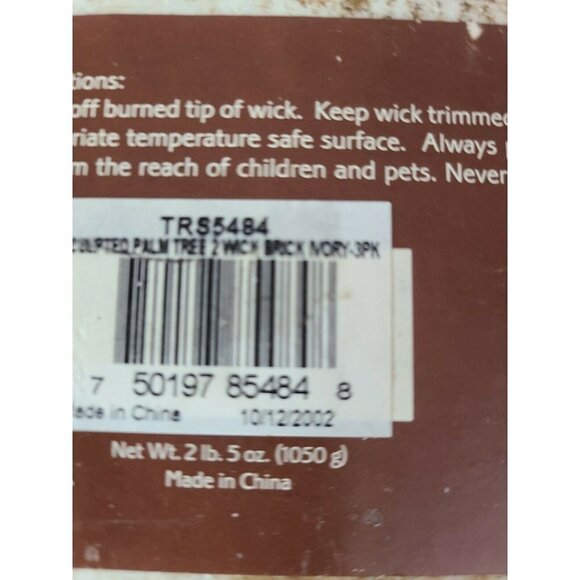 tions:
off burned tip of wick. Keep wick trimmed
riate temperature safe surface. Always p
m the reach of children and pets. Never
TRS5484
PALM TREE 2 WICK BRICK IVORY-3PK
7 50197 85484 8
ade in China 10/12/2002
Net Wt. 2 lb. 5 oz. (1050 g)
Made in China